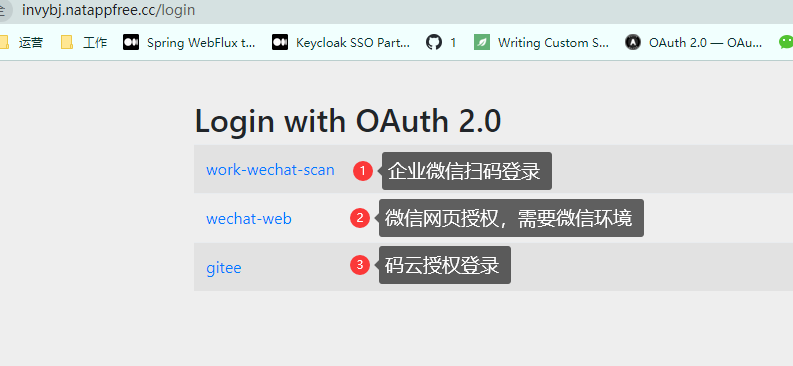 invybj.natappfree.cc/login
运营 工作 Spring WebFlux t... Keycloak SSO Part... 1 Writing Custom S... OAuth 2.0 — OAu...
Login with OAuth 2.0
work-wechat-scan 1 企业微信扫码登录
wechat-web 2 微信网页授权，需要微信环境
gitee 3 码云授权登录